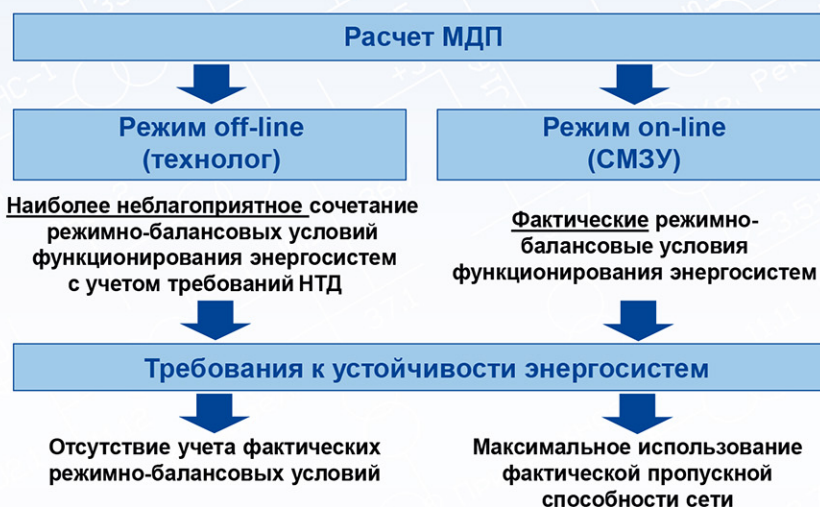 Расчет МДП
Режим off-line
(технолог)
Режим on-line
(СМЗУ)
Наиболее неблагоприятное сочетание
режимно-балансовых условий
функционирования энергосистем
с учетом требований НТД
Фактические режимно-
балансовые условия
функционирования энергосистем
Требования к устойчивости энергосистем
Отсутствие учета фактических
режимно-балансовых условий
Максимальное использование
фактической пропускной
способности сети